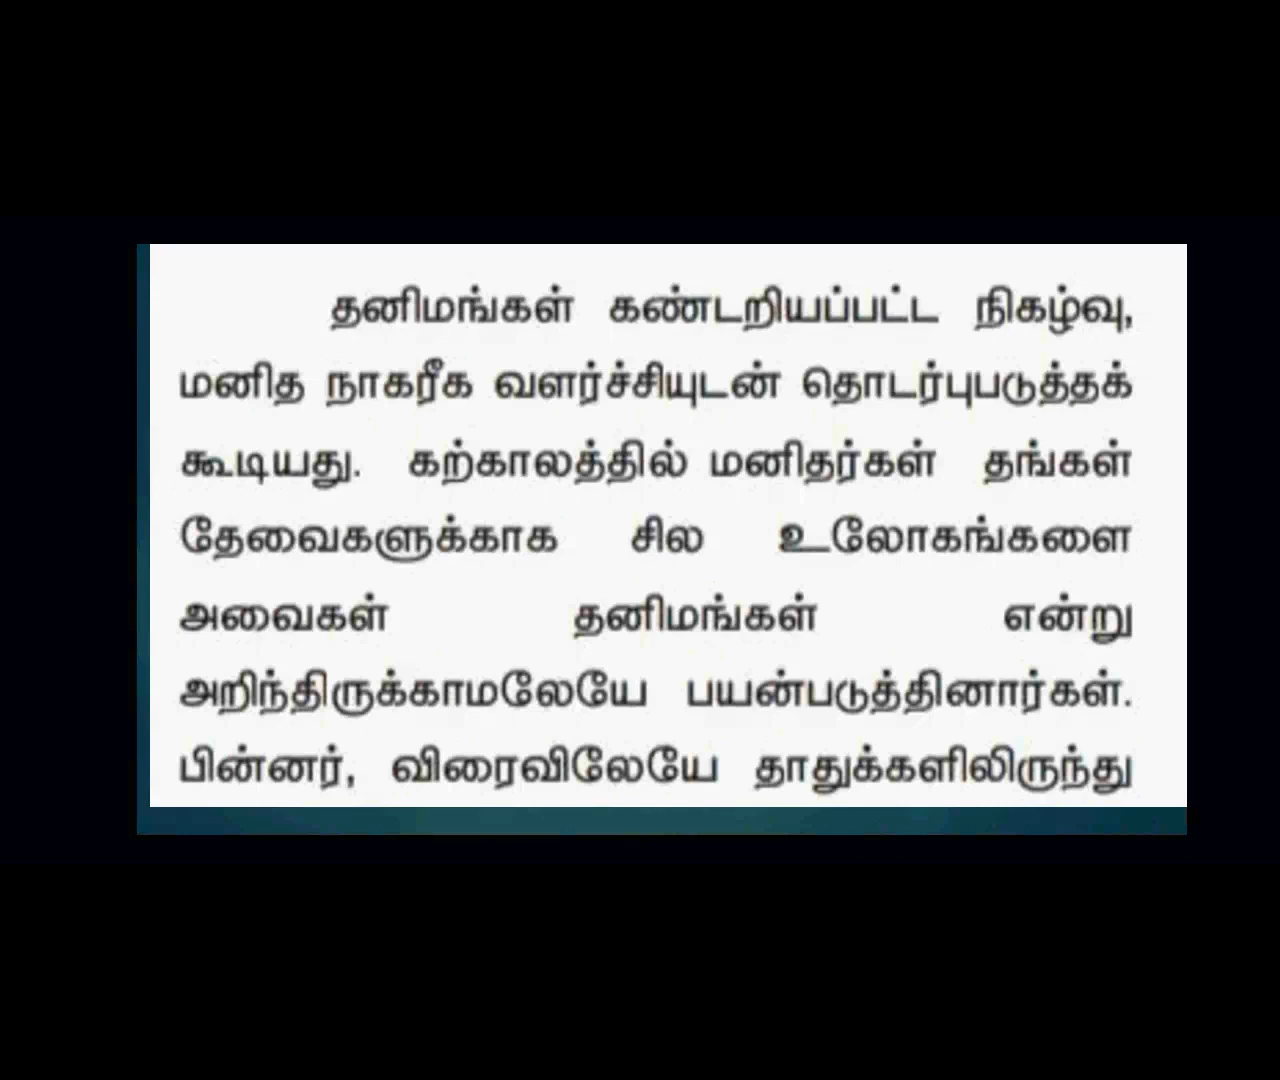 தனிமங்கள் கண்டறியப்பட்ட நிகழ்வு,
மனித நாகரீக வளர்ச்சியுடன் தொடர்புபடுத்தக்
கூடியது. கற்காலத்தில் மனிதர்கள் தங்கள்
தேவைகளுக்காக சில உலோகங்களை
அவைகள் தனிமங்கள் என்று
அறிந்திருக்காமலேயே பயன்படுத்தினார்கள்.
பின்னர், விரைவிலேயே தாதுக்களிலிருந்து